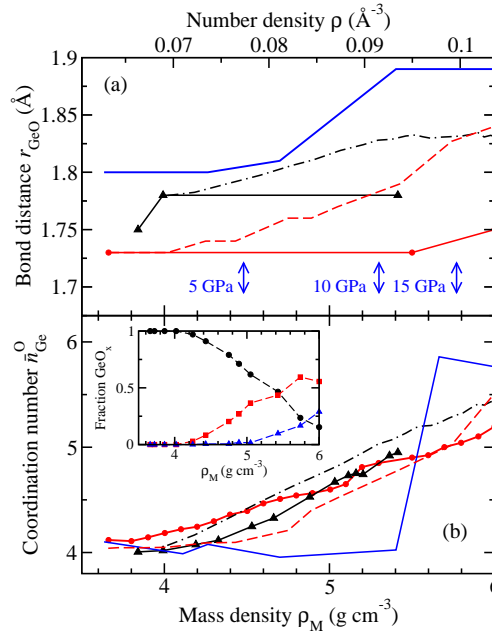 Number density ρ (Å⁻³)
0.07 0.08 0.09 0.1
1.9
(a)
1.85
1.8
1.75
1.7
Bond distance r_GeO (Å)
5 GPa 10 GPa 15 GPa
1
0.5
0
Fraction GeO_x
4 5 6
ρ_M (g cm⁻³)
6
5
4
Coordination number n̄_Ge^O
(b)
4 5 6
Mass density ρ_M (g cm⁻³)